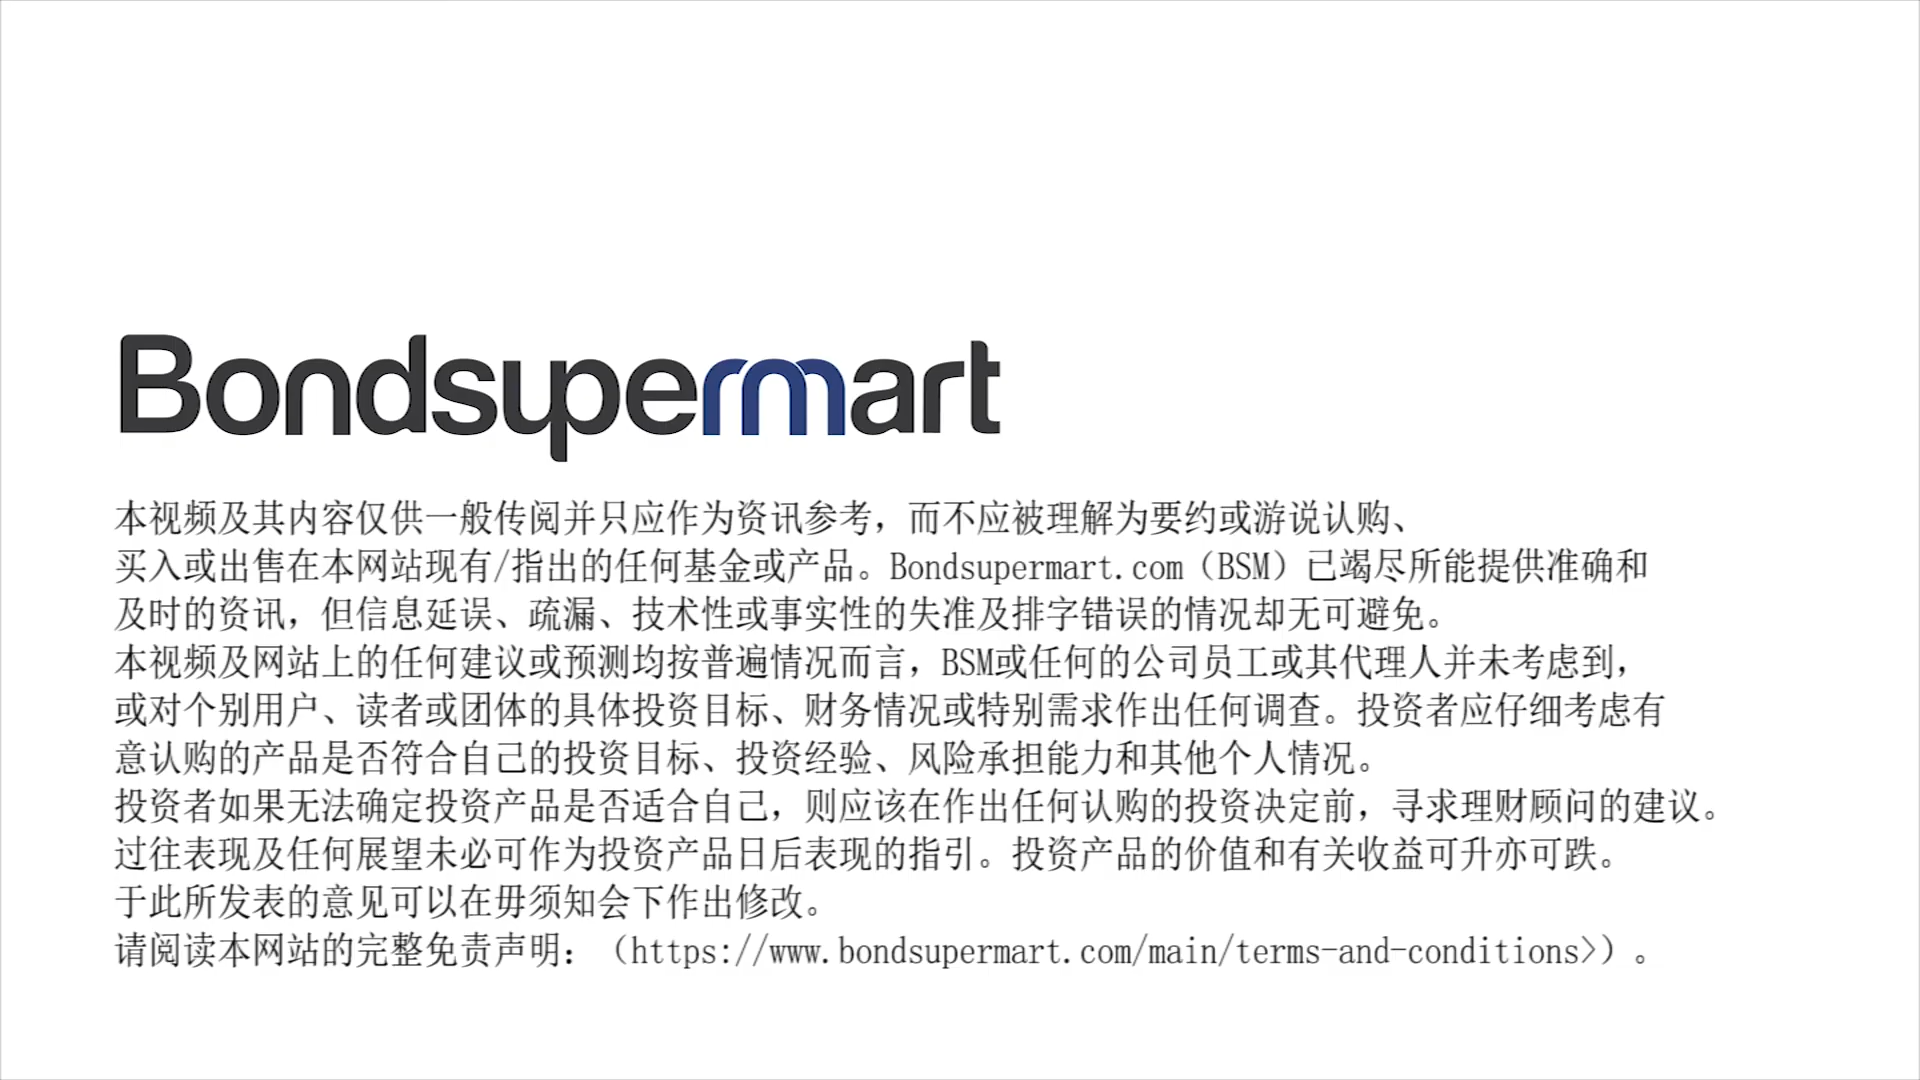 Bondsupermart
本视频及其内容仅供一般传阅并只应作为资讯参考，而不应被理解为要约或游说认购、
买入或出售在本网站现有/指出的任何基金或产品。Bondsupermart.com（BSM）已竭尽所能提供准确和
及时的资讯，但信息延误、疏漏、技术性或事实性的失准及排字错误的情况却无可避免。
本视频及网站上的任何建议或预测均按普遍情况而言，BSM或任何的公司员工或其代理人并未考虑到，
或对个别用户、读者或团体的具体投资目标、财务情况或特别需求作出任何调查。投资者应仔细考虑有
意认购的产品是否符合自己的投资目标、投资经验、风险承担能力和其他个人情况。
投资者如果无法确定投资产品是否适合自己，则应该在作出任何认购的投资决定前，寻求理财顾问的建议。
过往表现及任何展望未必可作为投资产品日后表现的指引。投资产品的价值和有关收益可升亦可跌。
于此所发表的意见可以在毋须知会下作出修改。
请阅读本网站的完整免责声明：（https://www.bondsupermart.com/main/terms-and-conditions>）。